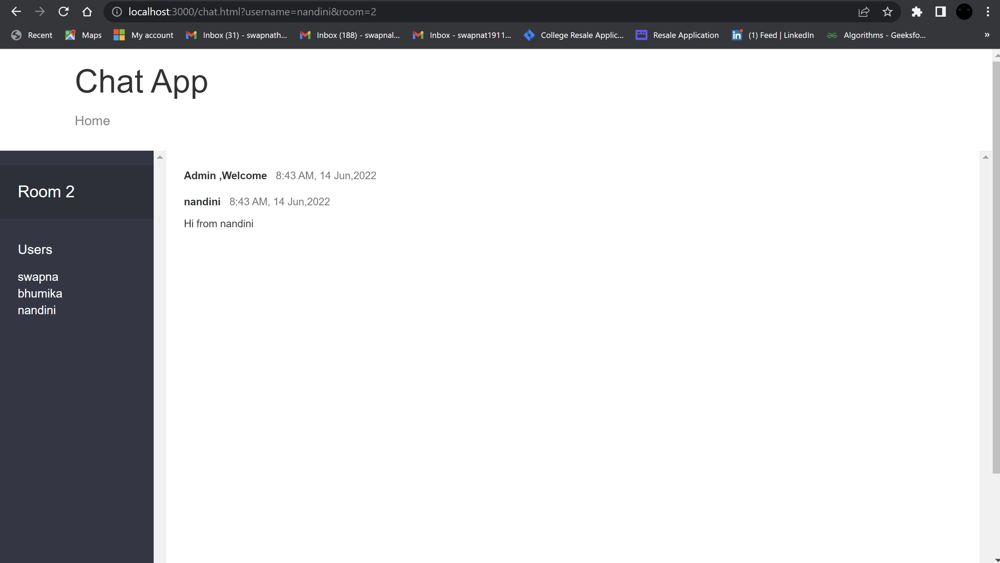 localhost:3000/chat.html?username=nandini&room=2
Recent Maps My account Inbox (31) - swapnath... Inbox (188) - swapnal... Inbox - swapnat1911... College Resale Applic... Resale Application (1) Feed | LinkedIn Algorithms - Geeksfo... »
Chat App
Home
Room 2
Users
swapna
bhumika
nandini
Admin ,Welcome 8:43 AM, 14 Jun,2022
nandini 8:43 AM, 14 Jun,2022
Hi from nandini